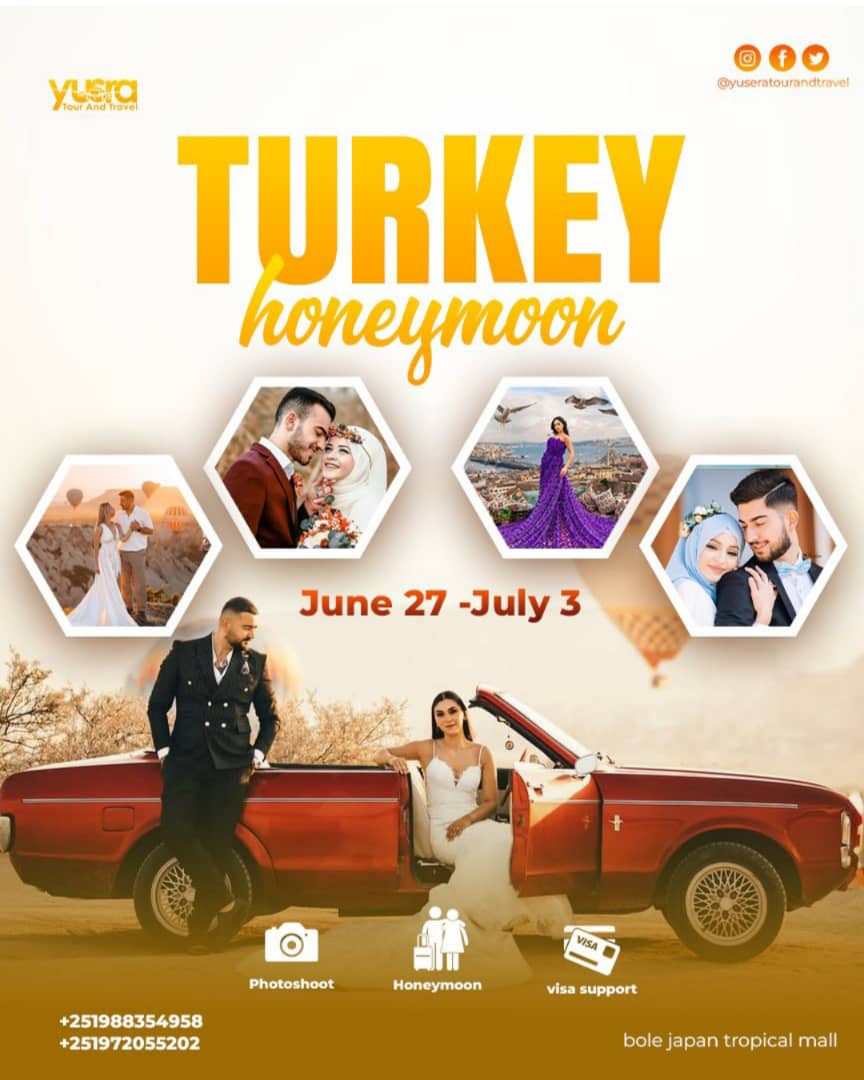 yusra
Tour And Travel
@yuseratourandtravel
TURKEY
honeymoon
June 27 -July 3
Photoshoot
Honeymoon
VISA
visa support
+251988354958
+251972055202
bole japan tropical mall